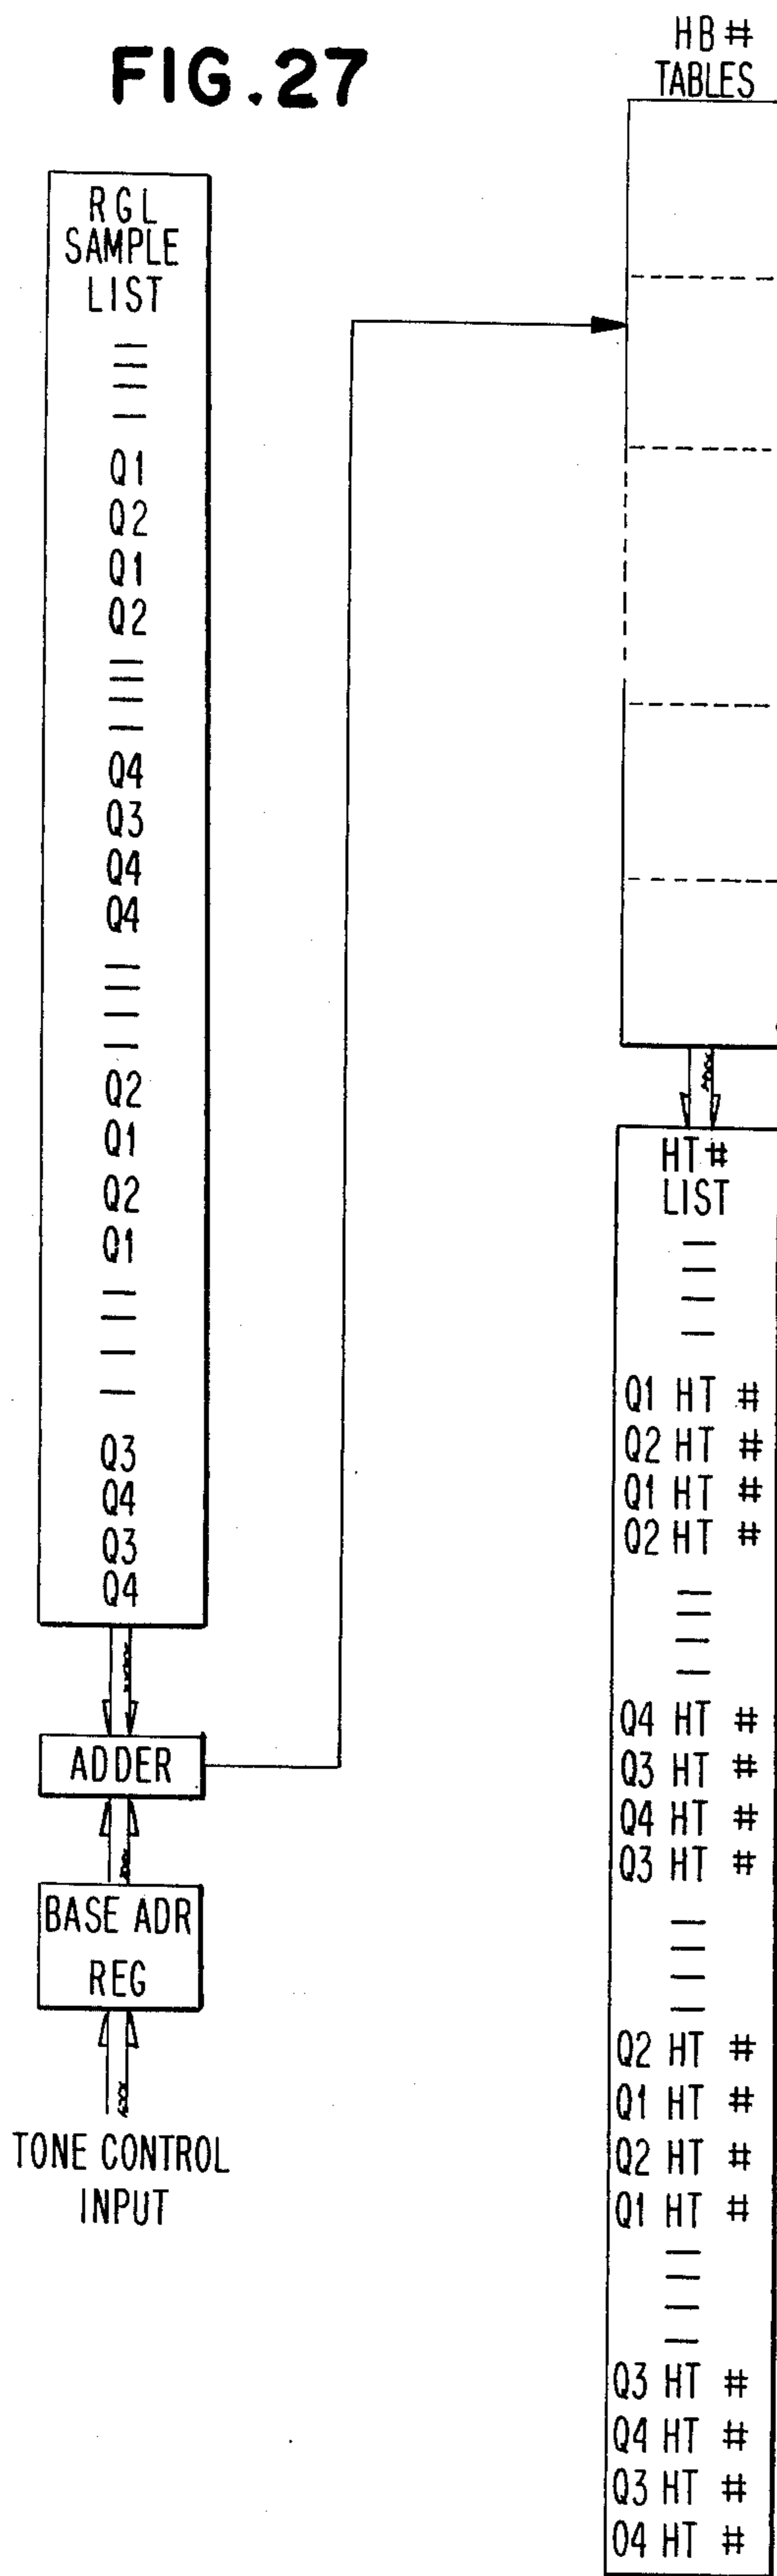 FIG.27
RGL
SAMPLE
LIST
Q1
Q2
Q1
Q2
Q4
Q3
Q4
Q4
Q2
Q1
Q2
Q1
Q3
Q4
Q3
Q4
ADDER
BASE ADR
REG
TONE CONTROL
INPUT
HB #
TABLES
HT #
LIST
Q1 HT #
Q2 HT #
Q1 HT #
Q2 HT #
Q4 HT #
Q3 HT #
Q4 HT #
Q3 HT #
Q2 HT #
Q1 HT #
Q2 HT #
Q1 HT #
Q3 HT #
Q4 HT #
Q3 HT #
Q4 HT #